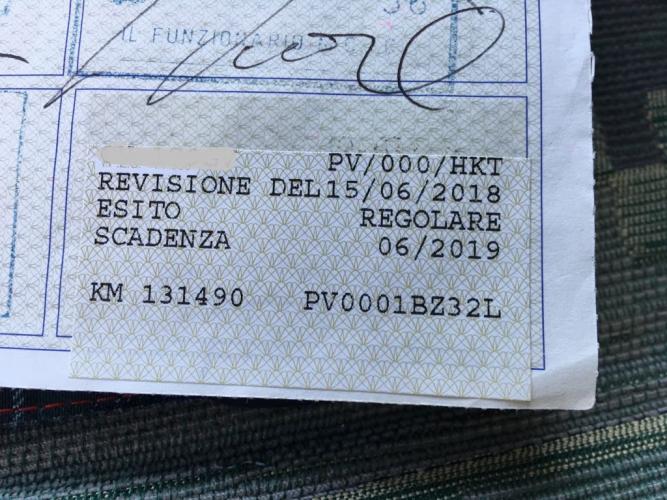 IL FUNZIONARIO
PV/000/HKT
REVISIONE DEL15/06/2018
ESITO REGOLARE
SCADENZA 06/2019
KM 131490 PV0001BZ32L